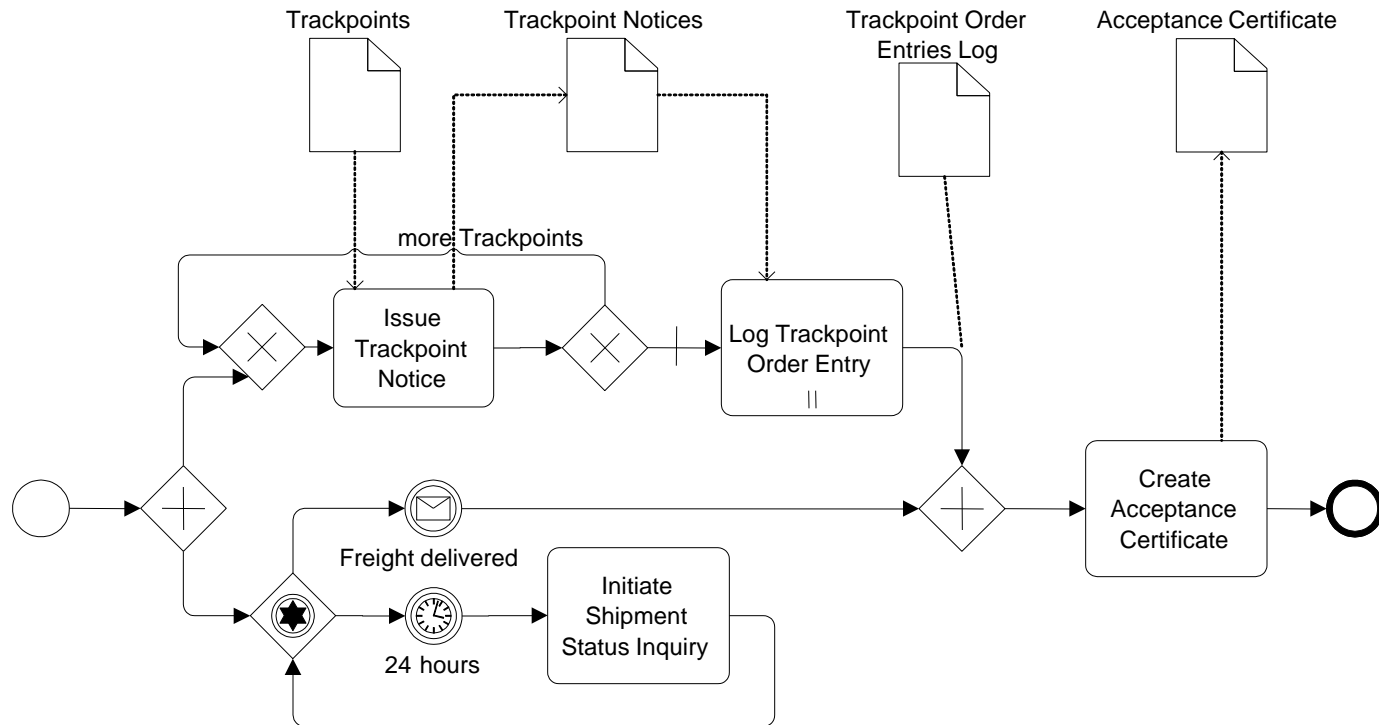 Trackpoints
Trackpoint Notices
Trackpoint Order
Entries Log
Acceptance Certificate
more Trackpoints
Issue
Trackpoint
Notice
Log Trackpoint
Order Entry
Create
Acceptance
Certificate
Freight delivered
Initiate
Shipment
Status Inquiry
24 hours